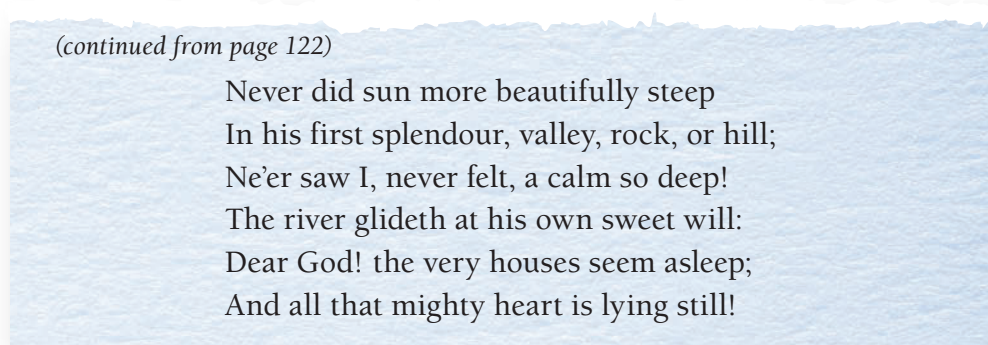 (continued from page 122)
Never did sun more beautifully steep
In his first splendour, valley, rock, or hill;
Ne’er saw I, never felt, a calm so deep!
The river glideth at his own sweet will:
Dear God! the very houses seem asleep;
And all that mighty heart is lying still!